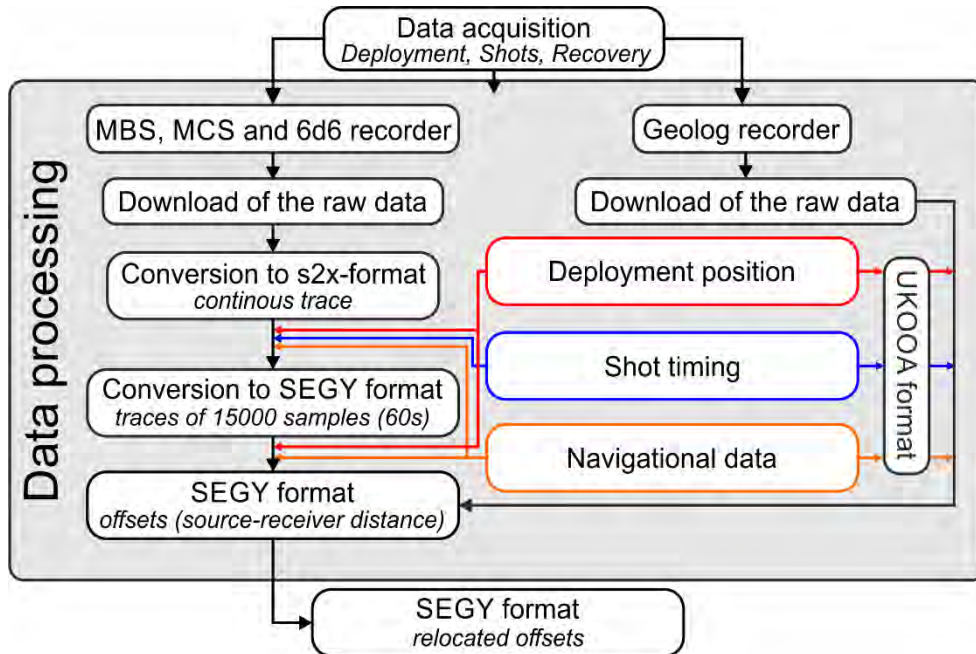 Data acquisition
Deployment, Shots, Recovery
Data processing
MBS, MCS and 6d6 recorder
Geolog recorder
Download of the raw data
Download of the raw data
Conversion to s2x-format
continous trace
Deployment position
UKOOA format
Shot timing
Conversion to SEGY format
traces of 15000 samples (60s)
Navigational data
SEGY format
offsets (source-receiver distance)
SEGY format
relocated offsets